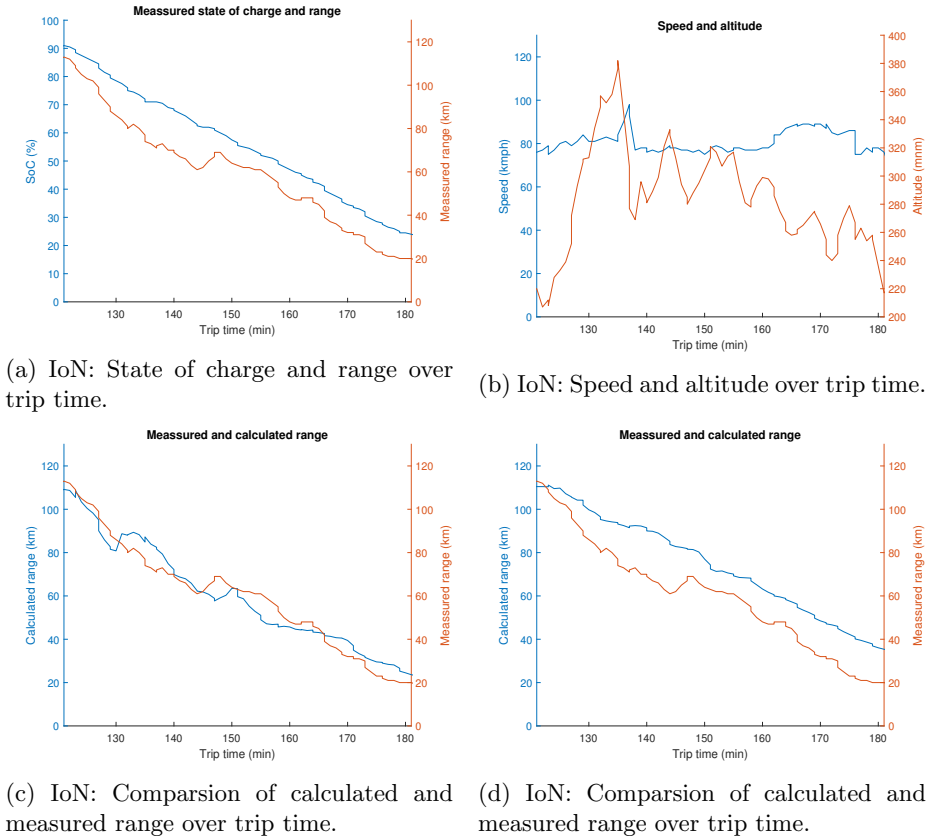 Meassured state of charge and range
100
90
80
70
60
50
40
30
20
10
0
SoC (%)
120
100
80
60
40
20
0
Meassured range (km)
130 140 150 160 170 180
Trip time (min)
(a) IoN: State of charge and range over
trip time.
Speed and altitude
120
100
80
60
40
20
0
Speed (kmph)
400
380
360
340
320
300
280
260
240
220
200
Altitude (mnm)
130 140 150 160 170 180
Trip time (min)
(b) IoN: Speed and altitude over trip time.
Meassured and calculated range
120
100
80
60
40
20
0
Calculated range (km)
120
100
80
60
40
20
0
Meassured range (km)
130 140 150 160 170 180
Trip time (min)
(c) IoN: Comparsion of calculated and
measured range over trip time.
Meassured and calculated range
120
100
80
60
40
20
0
Calculated range (km)
120
100
80
60
40
20
0
Meassured range (km)
130 140 150 160 170 180
Trip time (min)
(d) IoN: Comparsion of calculated and
measured range over trip time.